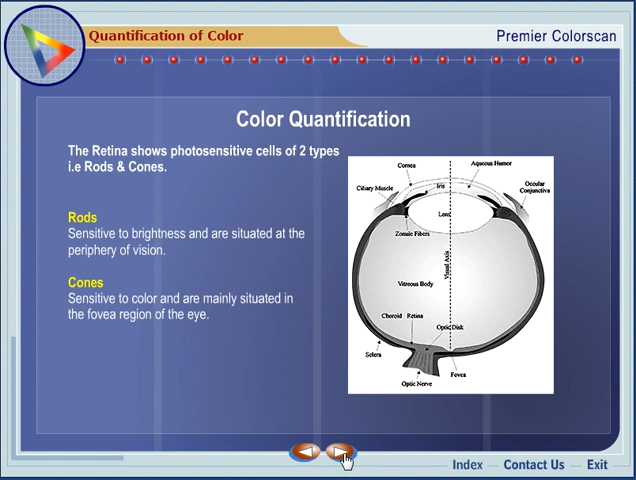 Quantification of Color
Premier Colorscan
Color Quantification
The Retina shows photosensitive cells of 2 types
i.e Rods & Cones.
Rods
Sensitive to brightness and are situated at the
periphery of vision.
Cones
Sensitive to color and are mainly situated in
the fovea region of the eye.
Cornea
Aqueous Humor
Iris
Ciliary Muscle
Occular
Conjunctiva
Lens
Zonule Fibers
Visual Axis
Vitreous Body
Choroid
Retina
Optic Disk
Sclera
Fovea
Optic Nerve
Index
Contact Us
Exit